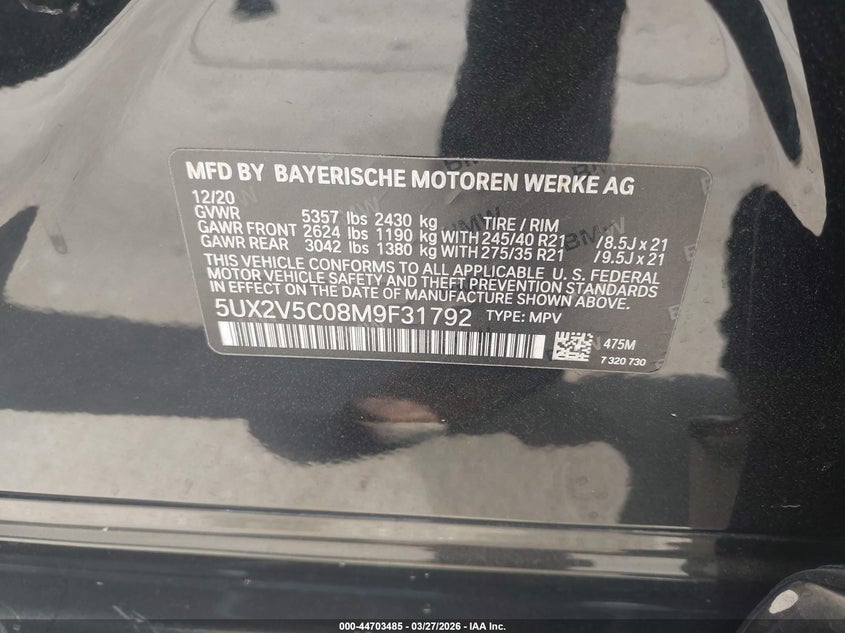 MFD BY BAYERISCHE MOTOREN WERKE AG
12/20
GVWR 5357 lbs 2430 kg TIRE / RIM
GAWR FRONT 2624 lbs 1190 kg WITH 245/40 R21 /8.5J x 21
GAWR REAR 3042 lbs 1380 kg WITH 275/35 R21 /9.5J x 21
THIS VEHICLE CONFORMS TO ALL APPLICABLE U. S. FEDERAL
MOTOR VEHICLE SAFETY AND THEFT PREVENTION STANDARDS
IN EFFECT ON THE DATE OF MANUFACTURE SHOWN ABOVE.
5UX2V5C08M9F31792 TYPE: MPV
475M
7 320 730
000-44703485 - 03/27/2026 - IAA Inc.